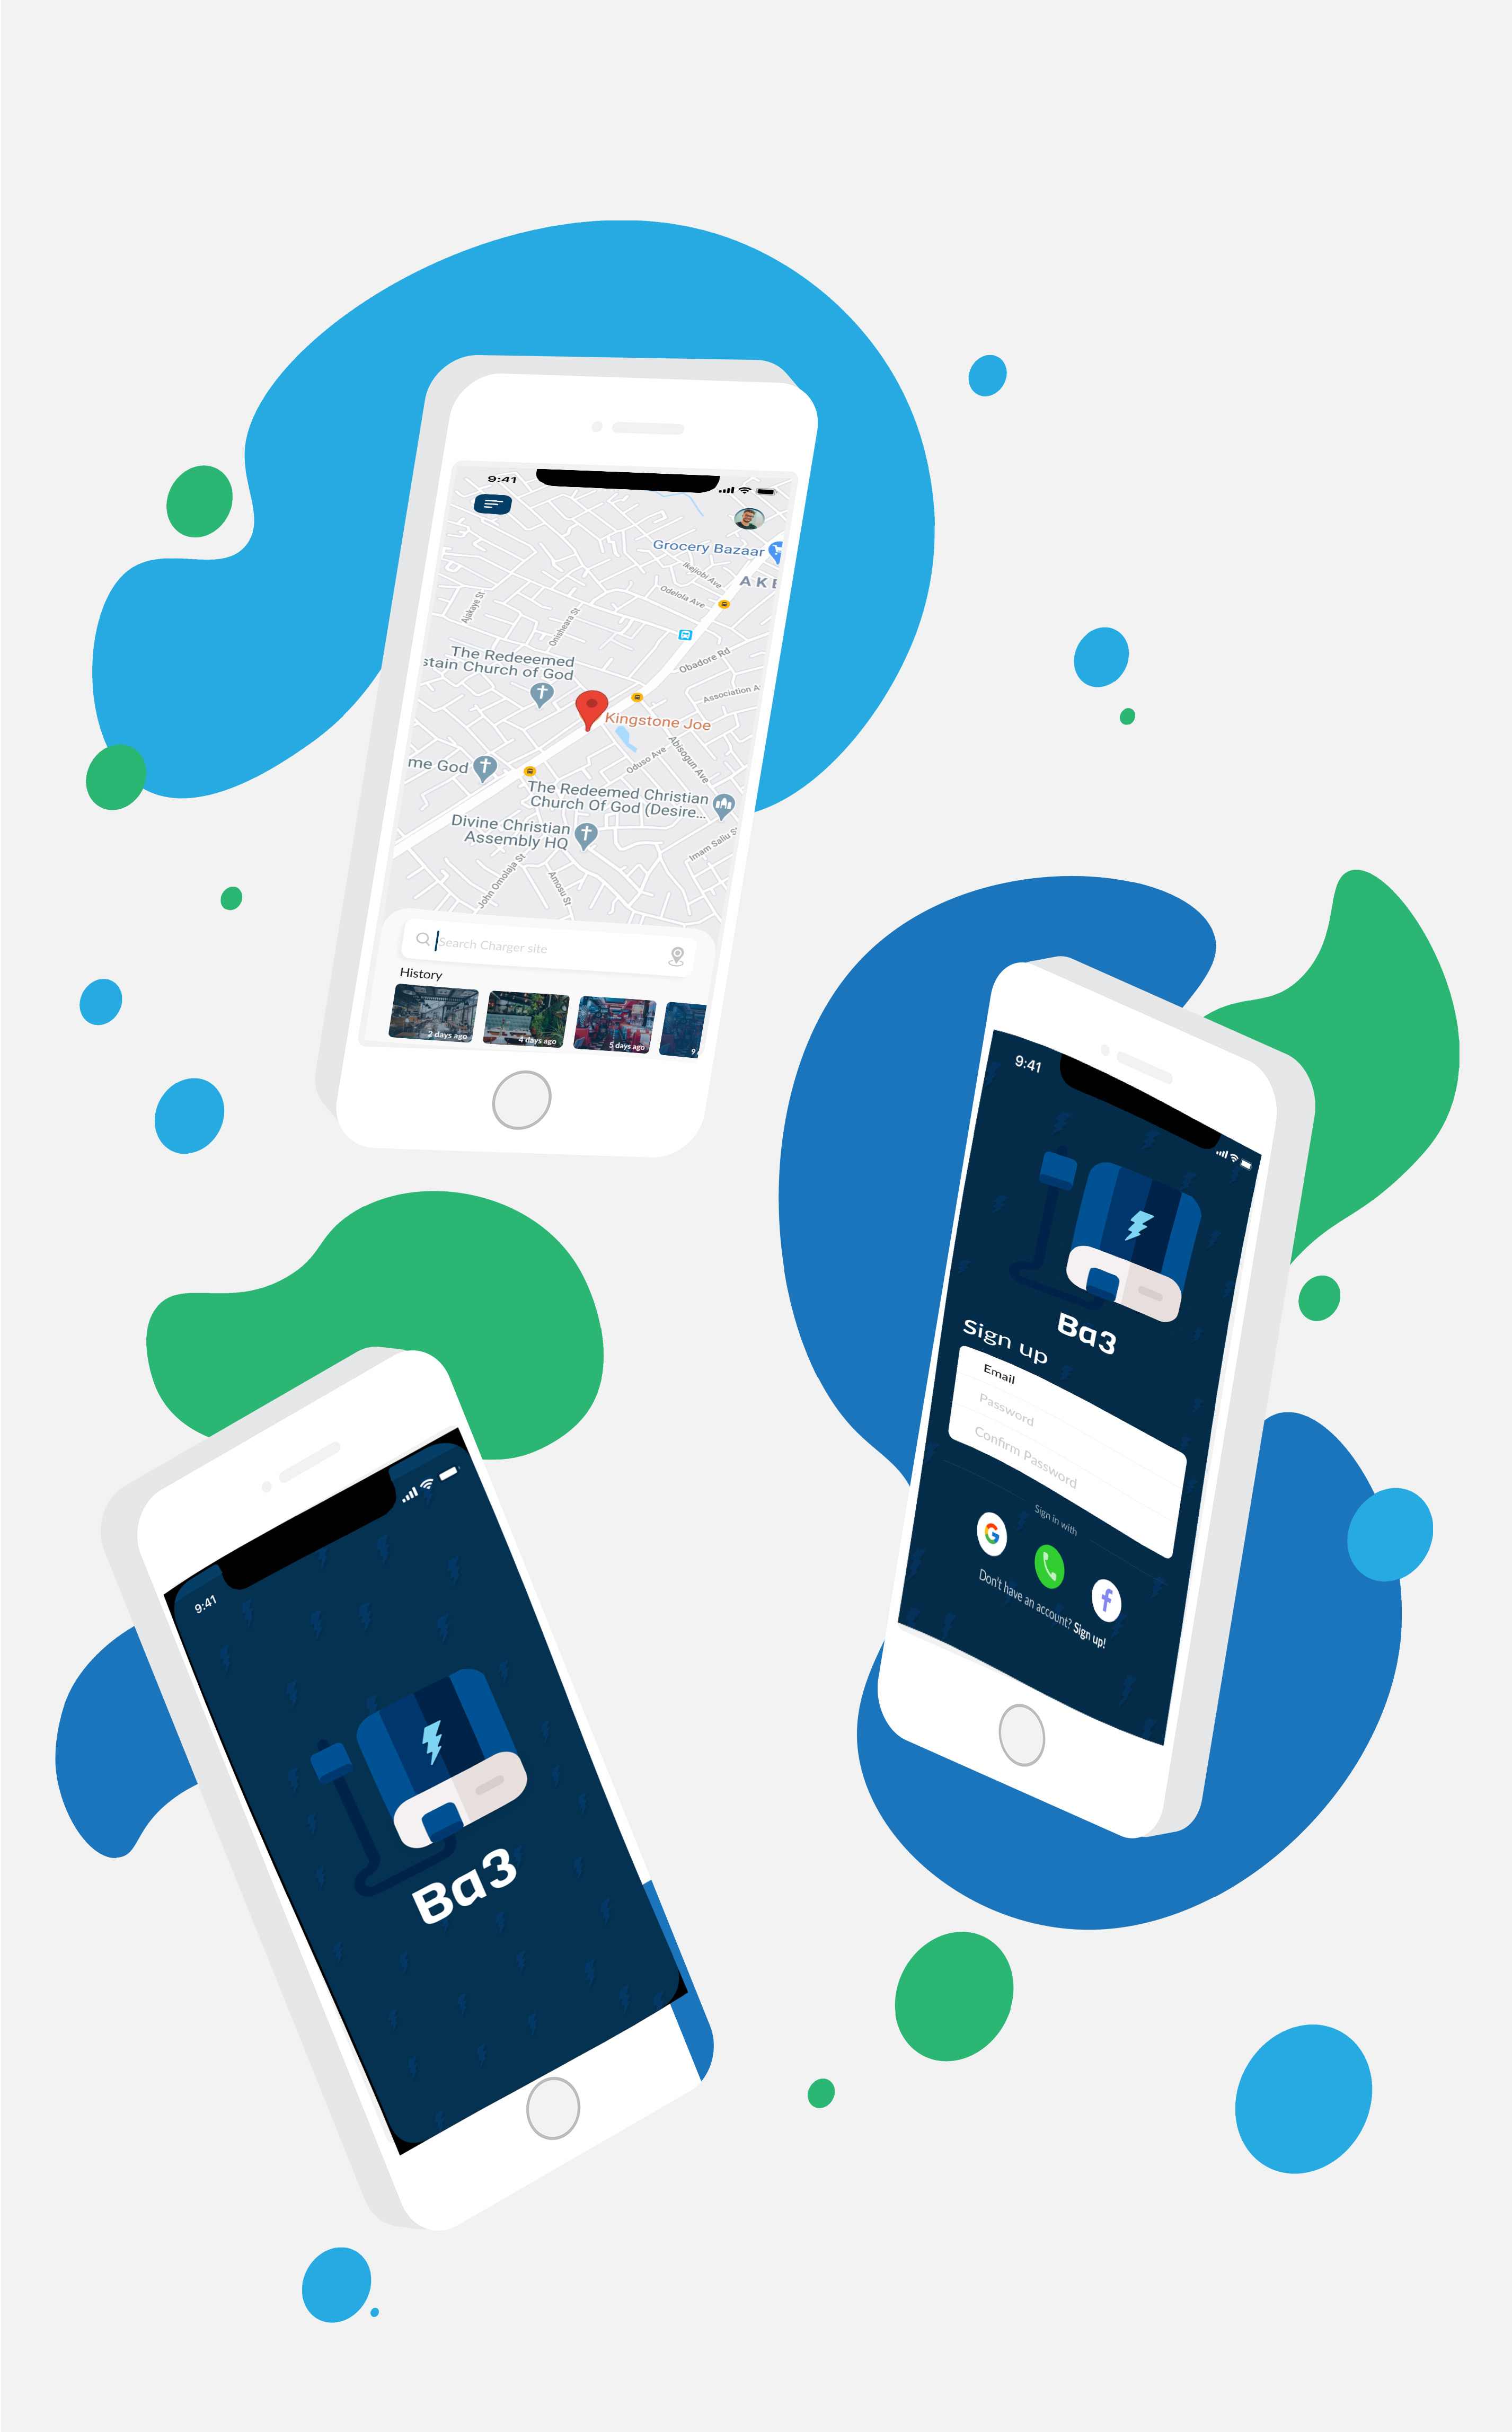 9:41
Grocery Bazaar
Ikejiobi Ave
AKE
Odelola Ave
Ajakaye St
Onisheara St
Obadore Rd
The Redeeemed
stain Church of God
Association A
Kingstone Joe
Abisogun Ave
Oduso Ave
me God
The Redeemed Christian
Church Of God (Desire...
Divine Christian
Assembly HQ
Imam Saliu S
John Omolaja St
Amosu St
Search Charger site
History
2 days ago
4 days ago
5 days ago
9
9:41
Ba3
Sign up
Email
Password
Confirm Password
Sign in with
G
f
Don't have an account? Sign up!
9:41
Ba3